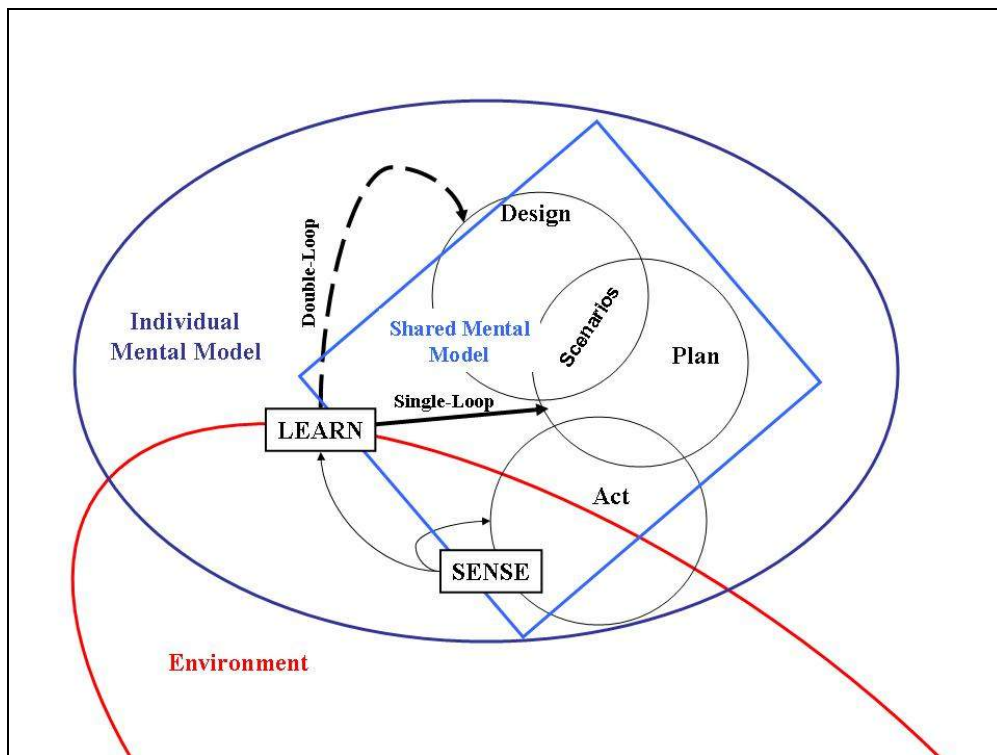 Design
Double-Loop
Scenarios
Individual
Mental Model
Shared Mental
Model
Plan
Single-Loop
LEARN
Act
SENSE
Environment